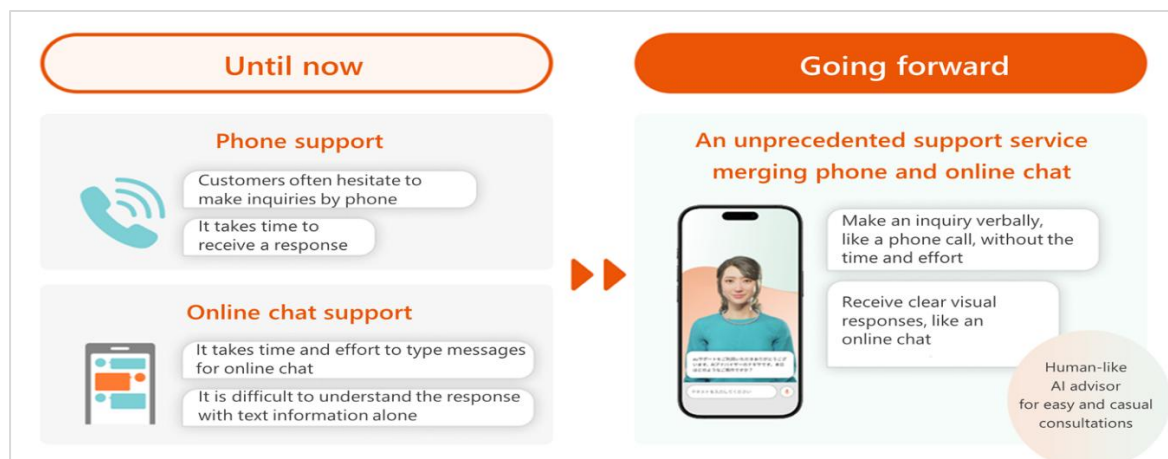 Until now
Phone support
Customers often hesitate to
make inquiries by phone
It takes time to
receive a response
Online chat support
It takes time and effort to type messages
for online chat
It is difficult to understand the response
with text information alone
Going forward
An unprecedented support service
merging phone and online chat
Make an inquiry verbally,
like a phone call, without the
time and effort
Receive clear visual
responses, like an
online chat
Human-like
AI advisor
for easy and casual
consultations